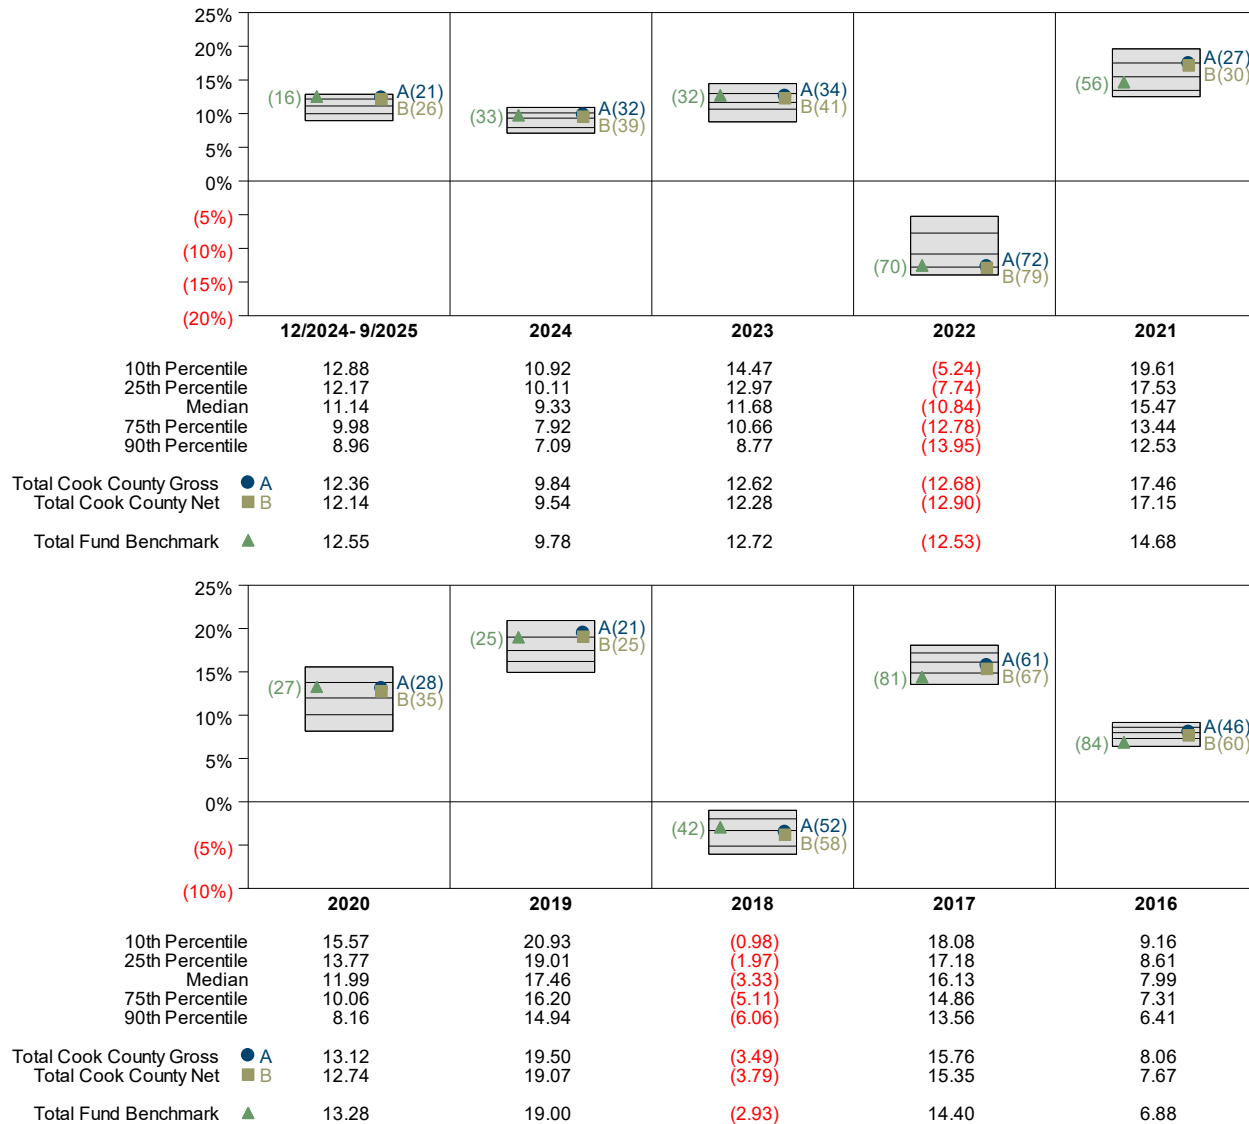 25%
20%
15%
10%
5%
0%
(5%)
(10%)
(15%)
(20%)
(16) A(21)
B(26)
(33) A(32)
B(39)
(32) A(34)
B(41)
(70) A(72)
B(79)
(56) A(27)
B(30)
12/2024- 9/2025 2024 2023 2022 2021
10th Percentile 12.88 10.92 14.47 (5.24) 19.61
25th Percentile 12.17 10.11 12.97 (7.74) 17.53
Median 11.14 9.33 11.68 (10.84) 15.47
75th Percentile 9.98 7.92 10.66 (12.78) 13.44
90th Percentile 8.96 7.09 8.77 (13.95) 12.53
Total Cook County Gross A 12.36 9.84 12.62 (12.68) 17.46
Total Cook County Net B 12.14 9.54 12.28 (12.90) 17.15
Total Fund Benchmark 12.55 9.78 12.72 (12.53) 14.68
25%
20%
15%
10%
5%
0%
(5%)
(10%)
(27) A(28)
B(35)
(25) A(21)
B(25)
(42) A(52)
B(58)
(81) A(61)
B(67)
(84) A(46)
B(60)
2020 2019 2018 2017 2016
10th Percentile 15.57 20.93 (0.98) 18.08 9.16
25th Percentile 13.77 19.01 (1.97) 17.18 8.61
Median 11.99 17.46 (3.33) 16.13 7.99
75th Percentile 10.06 16.20 (5.11) 14.86 7.31
90th Percentile 8.16 14.94 (6.06) 13.56 6.41
Total Cook County Gross A 13.12 19.50 (3.49) 15.76 8.06
Total Cook County Net B 12.74 19.07 (3.79) 15.35 7.67
Total Fund Benchmark 13.28 19.00 (2.93) 14.40 6.88